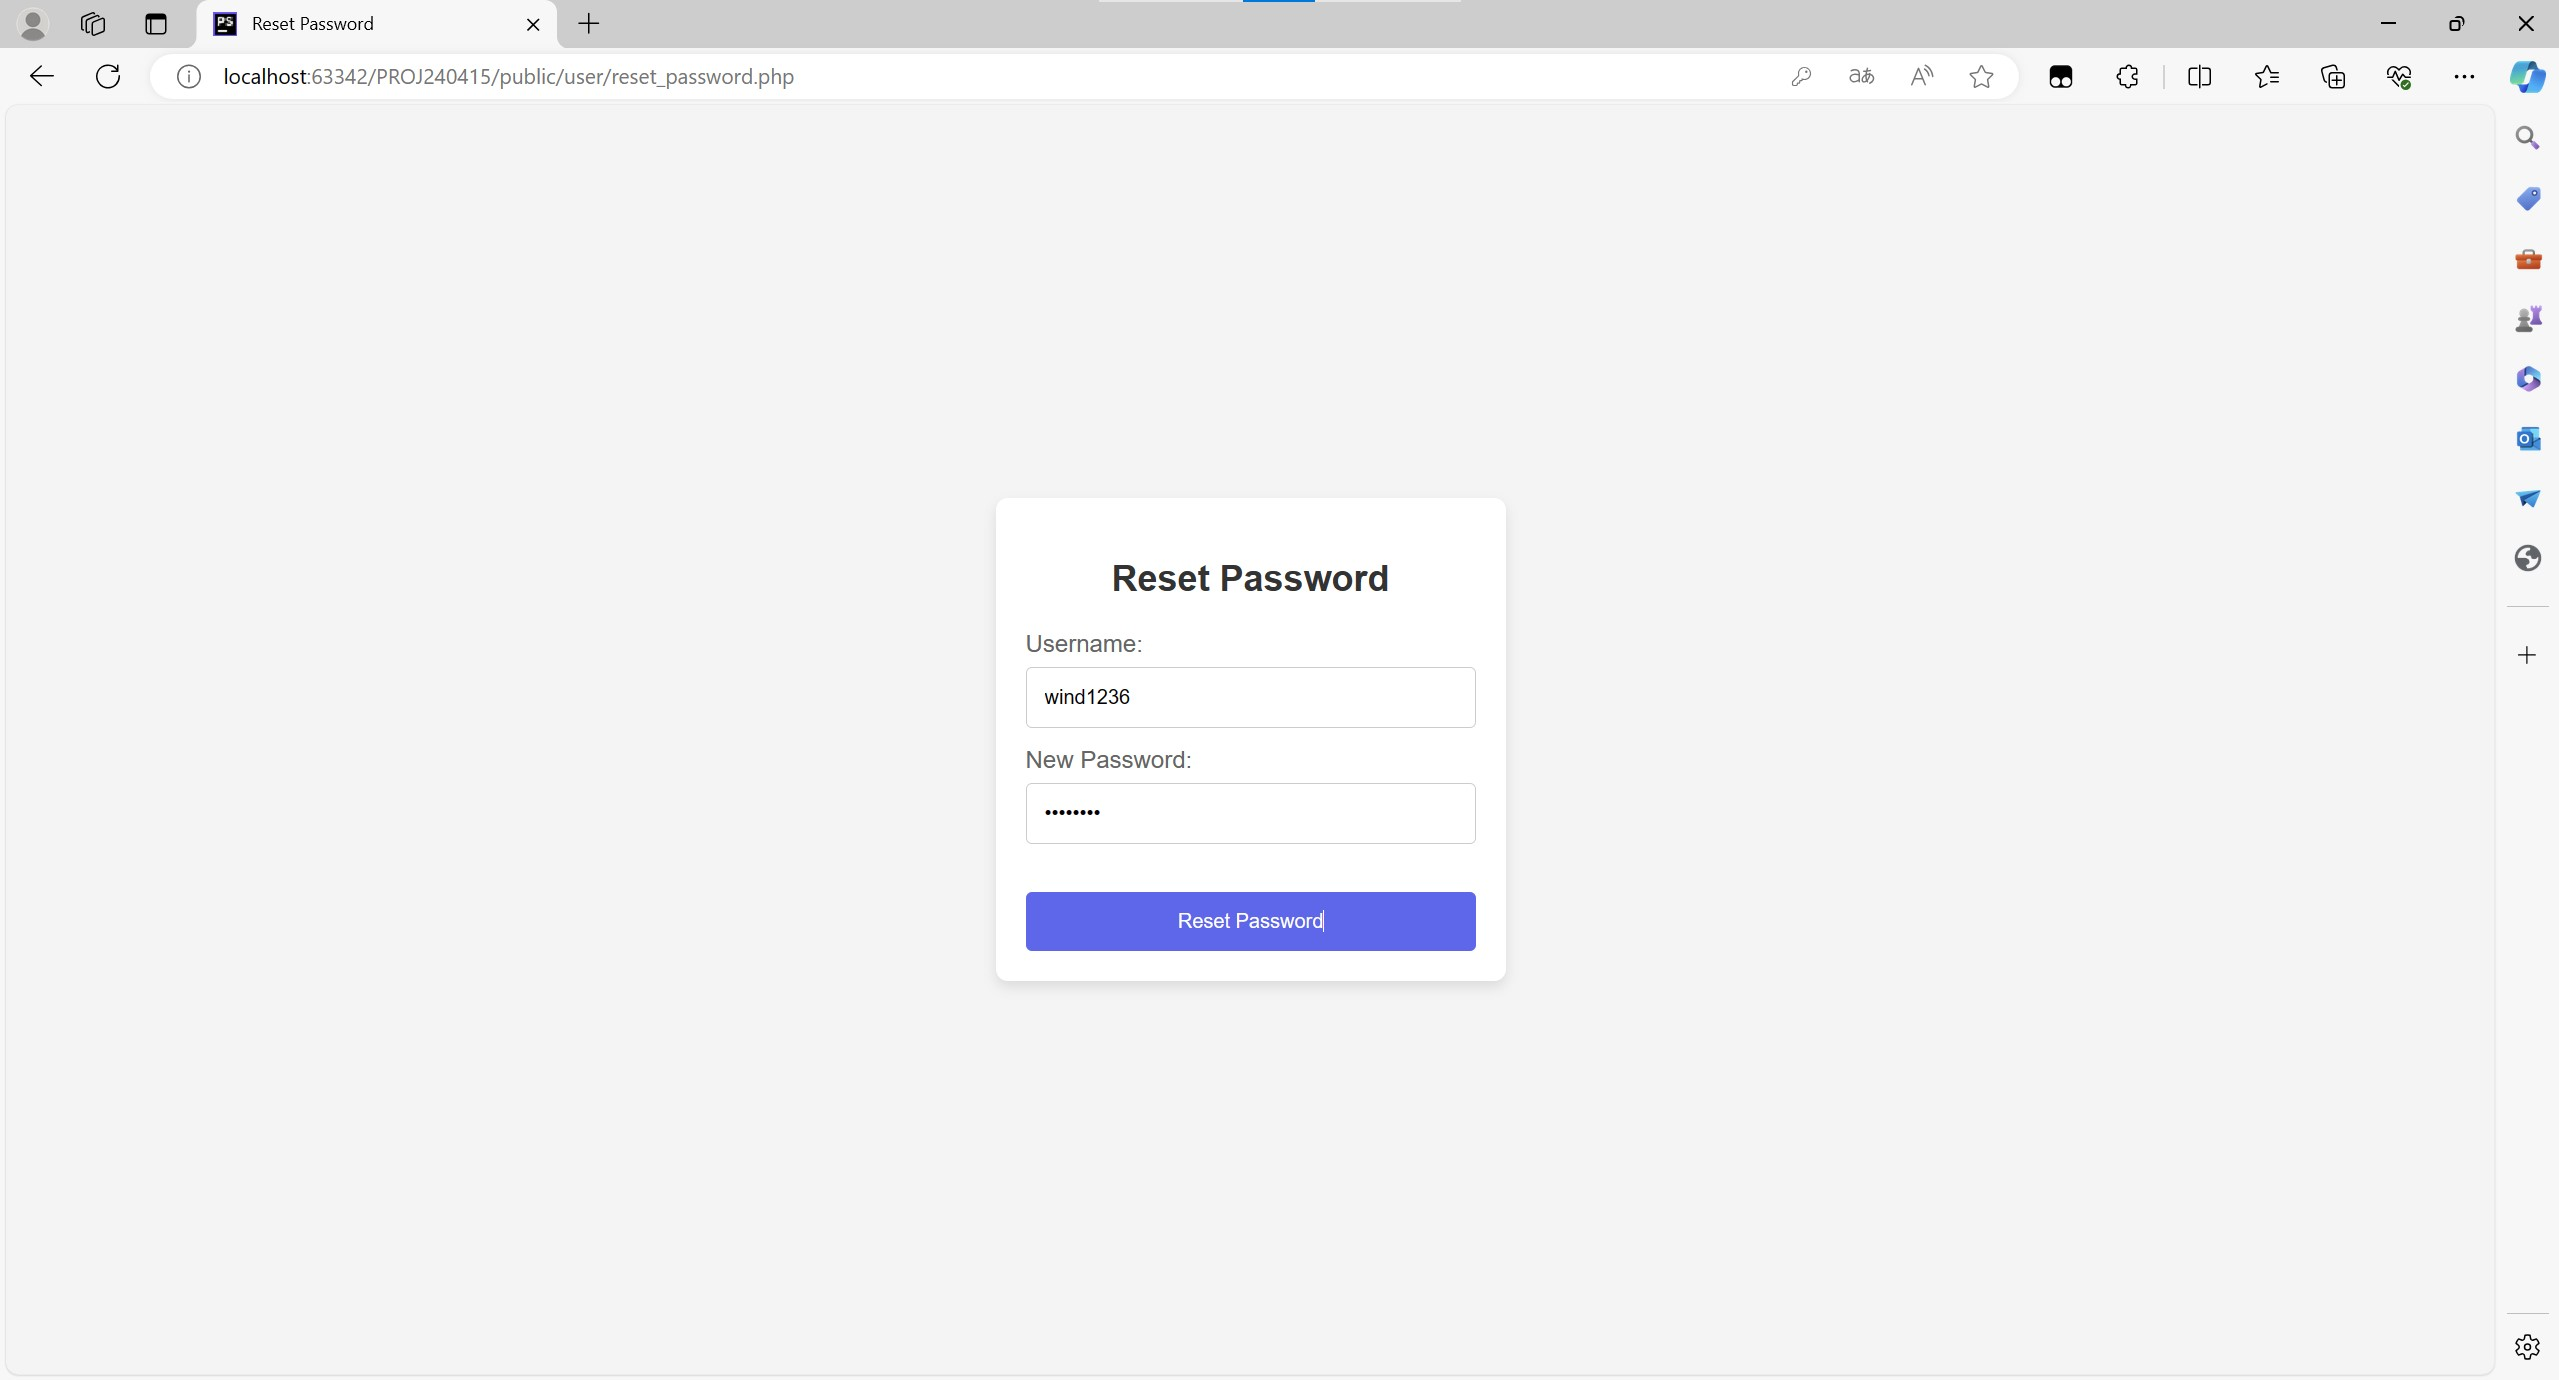 Reset Password
localhost:63342/PROJ240415/public/user/reset_password.php
Reset Password
Username:
wind1236
New Password:
••••••••
Reset Password